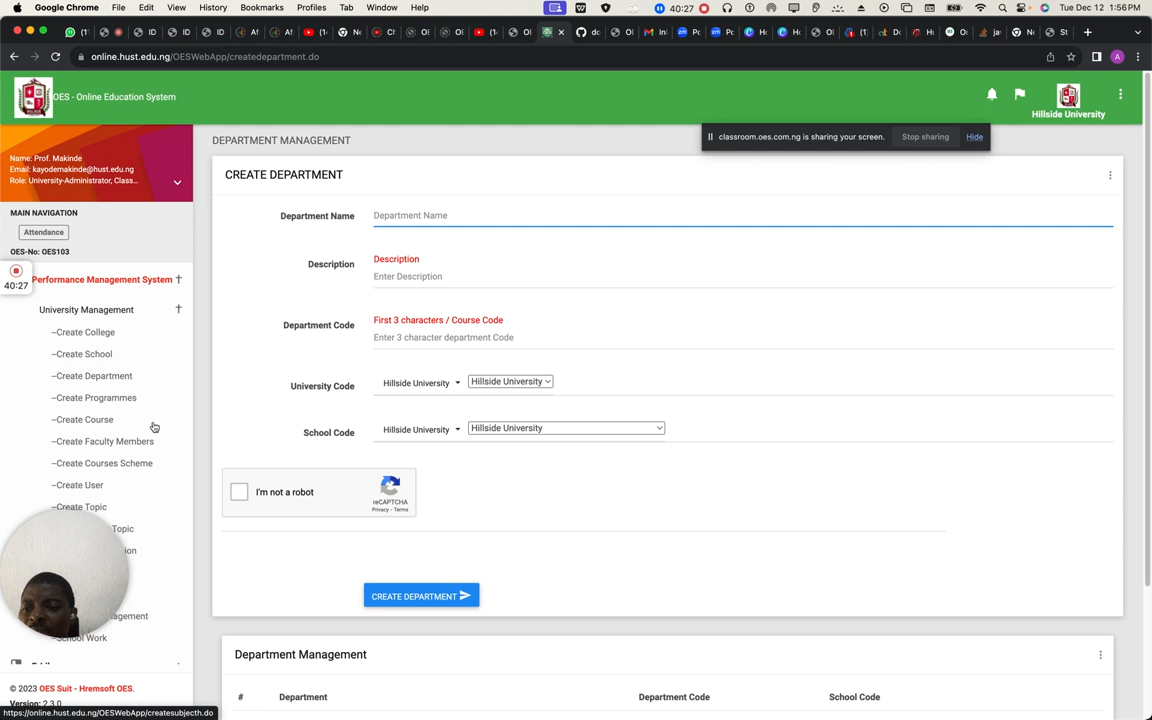 Google Chrome File Edit View History Bookmarks Profiles Tab Window Help 40:27 Tue Dec 12 1:56 PM
online.hust.edu.ng/OESWebApp/createdepartment.do
OES - Online Education System
Hillside University
classroom.oes.com.ng is sharing your screen. Stop sharing Hide
Name: Prof. Makinde
Email: kayodemakinde@hust.edu.ng
Role: University-Administrator, Class...
MAIN NAVIGATION
Attendance
OES-No: OES103
40:27
Performance Management System
University Management
--Create College
--Create School
--Create Department
--Create Programmes
--Create Course
--Create Faculty Members
--Create Courses Scheme
--Create User
--Create Topic
Topic
ion
agement
--School Work
© 2023 OES Suit - Hremsoft OES.
Version: 2.3.0
https://online.hust.edu.ng/OESWebApp/createsubjecth.do
DEPARTMENT MANAGEMENT
CREATE DEPARTMENT
Department Name Department Name
Description Description
Enter Description
Department Code First 3 characters / Course Code
Enter 3 character department Code
University Code Hillside University Hillside University
School Code Hillside University Hillside University
I'm not a robot
reCAPTCHA
Privacy - Terms
CREATE DEPARTMENT
Department Management
# Department Department Code School Code